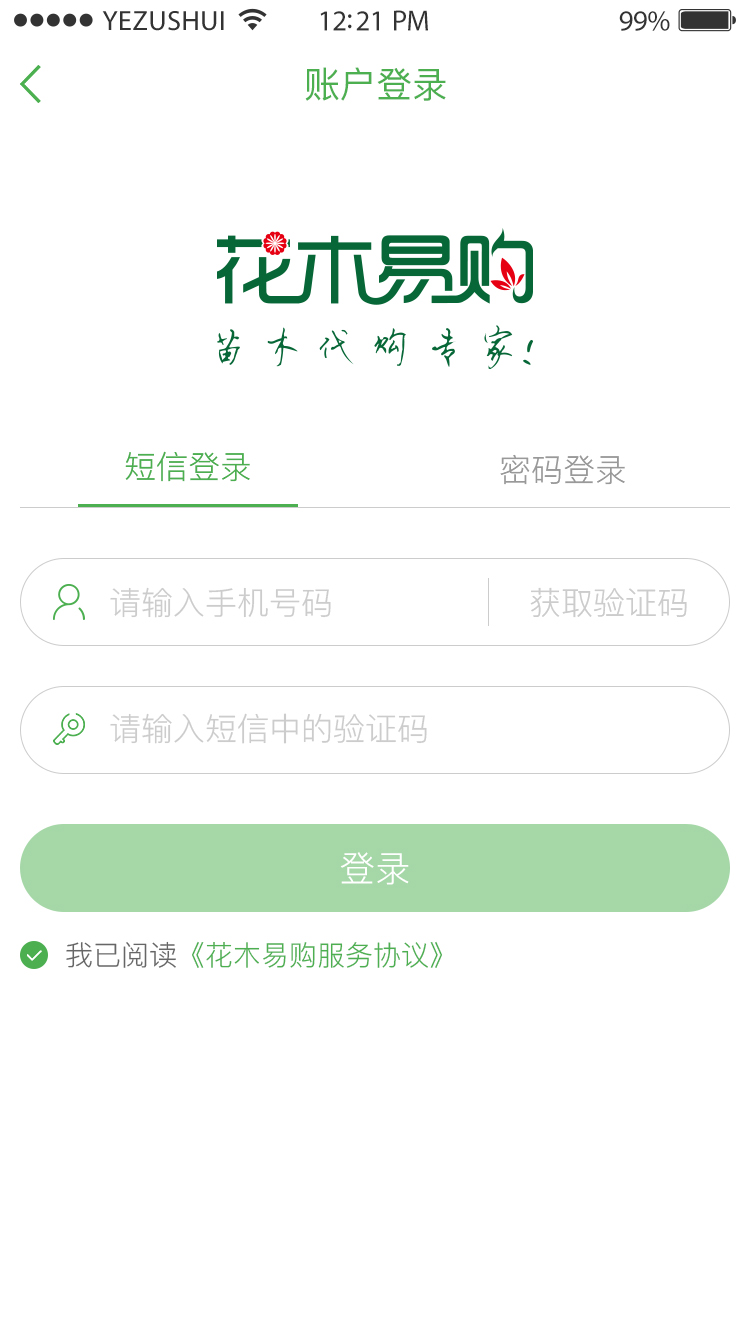 YEZUSHUI 12:21 PM 99%
账户登录
花木易购
苗木代购专家!
短信登录 密码登录
请输入手机号码 获取验证码
请输入短信中的验证码
登录
我已阅读《花木易购服务协议》